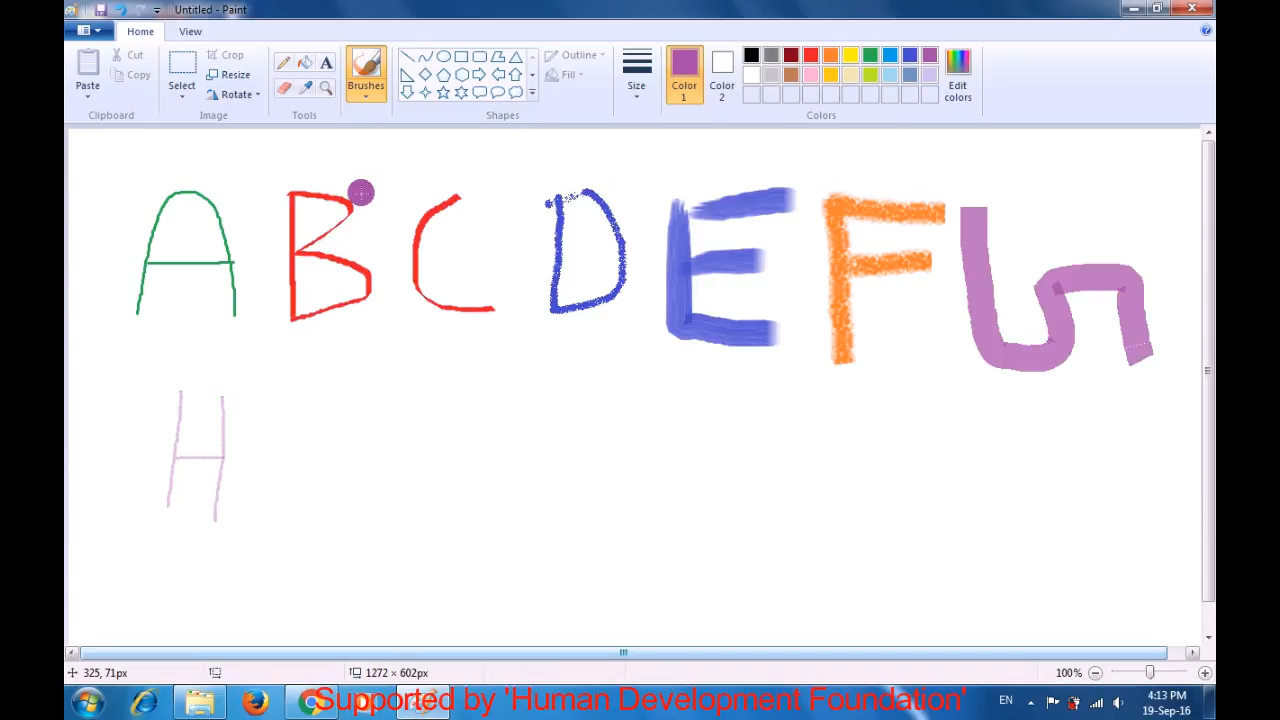 Untitled - Paint
Home View
Paste
Cut
Copy
Clipboard
Select
Crop
Resize
Rotate
Image
A
Tools
Brushes
Outline
Fill
Shapes
Size
Color 1
Color 2
Edit colors
Colors
A B C D E F
H
325, 71px
1272 × 602px
100%
Supported by 'Human Development Foundation'
EN
4:13 PM
19-Sep-16